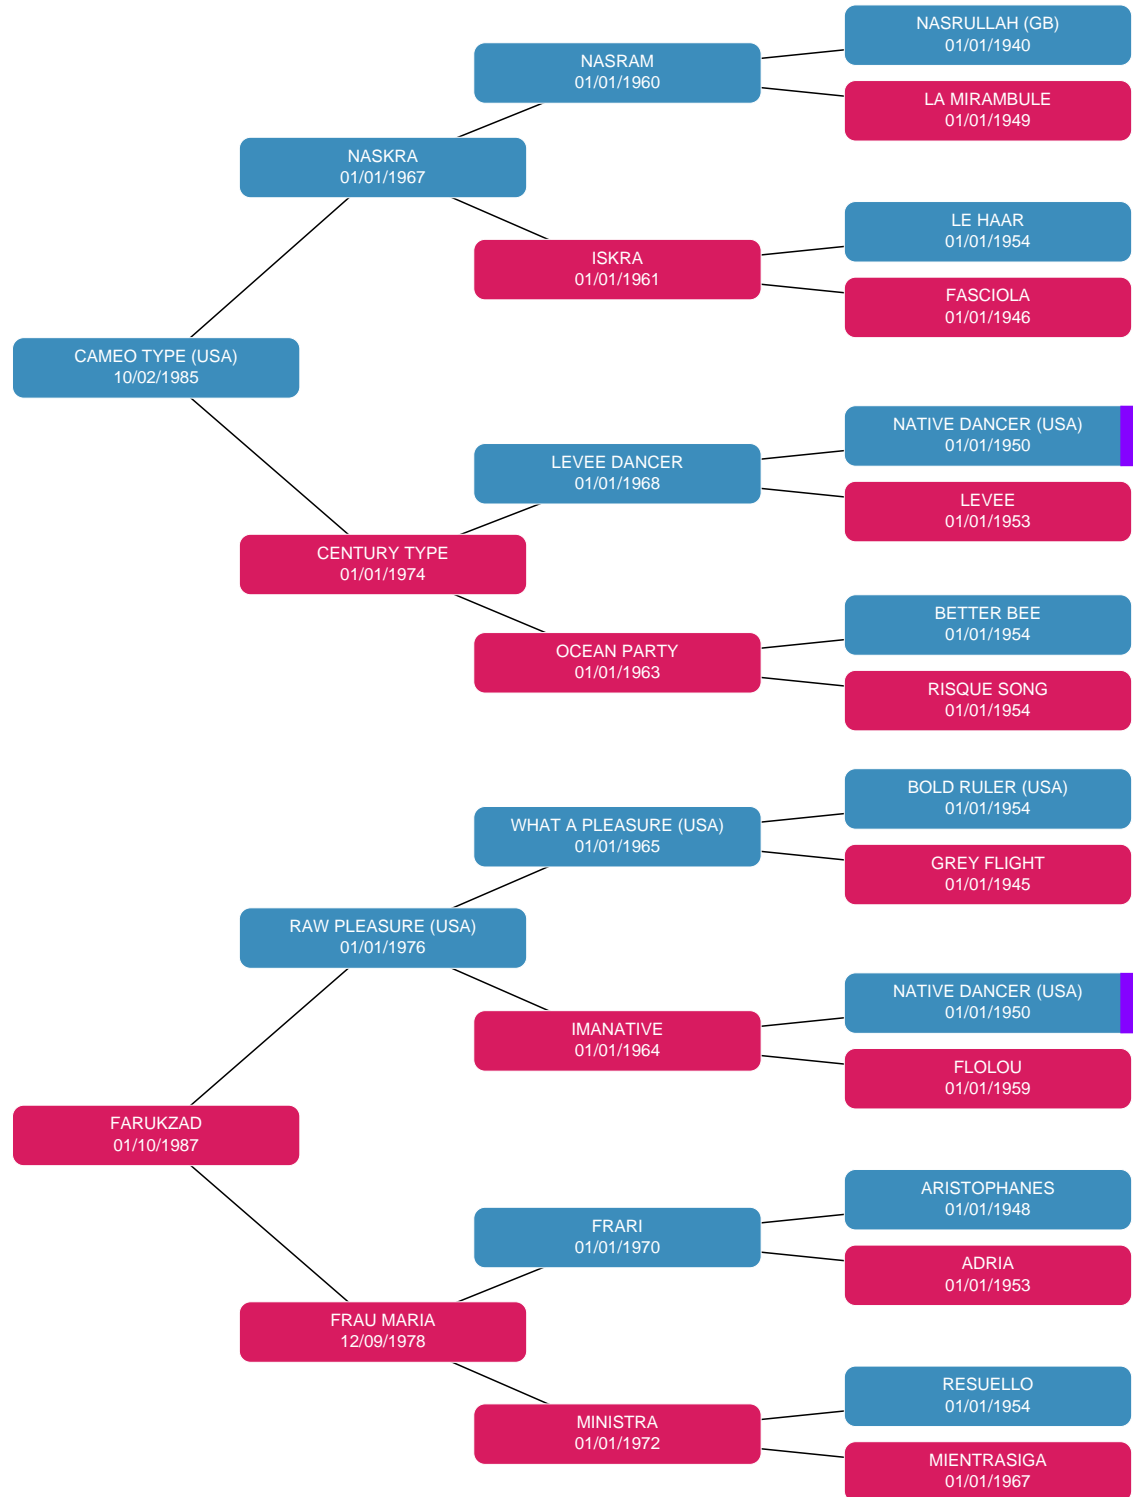 NASRULLAH (GB)
01/01/1940
NASRAM
01/01/1960
LA MIRAMBULE
01/01/1949
NASKRA
01/01/1967
LE HAAR
01/01/1954
ISKRA
01/01/1961
FASCIOLA
01/01/1946
CAMEO TYPE (USA)
10/02/1985
NATIVE DANCER (USA)
01/01/1950
LEVEE DANCER
01/01/1968
LEVEE
01/01/1953
CENTURY TYPE
01/01/1974
BETTER BEE
01/01/1954
OCEAN PARTY
01/01/1963
RISQUE SONG
01/01/1954
BOLD RULER (USA)
01/01/1954
WHAT A PLEASURE (USA)
01/01/1965
GREY FLIGHT
01/01/1945
RAW PLEASURE (USA)
01/01/1976
NATIVE DANCER (USA)
01/01/1950
IMANATIVE
01/01/1964
FLOLOU
01/01/1959
FARUKZAD
01/10/1987
ARISTOPHANES
01/01/1948
FRARI
01/01/1970
ADRIA
01/01/1953
FRAU MARIA
12/09/1978
RESUELLO
01/01/1954
MINISTRA
01/01/1972
MIENTRASIGA
01/01/1967